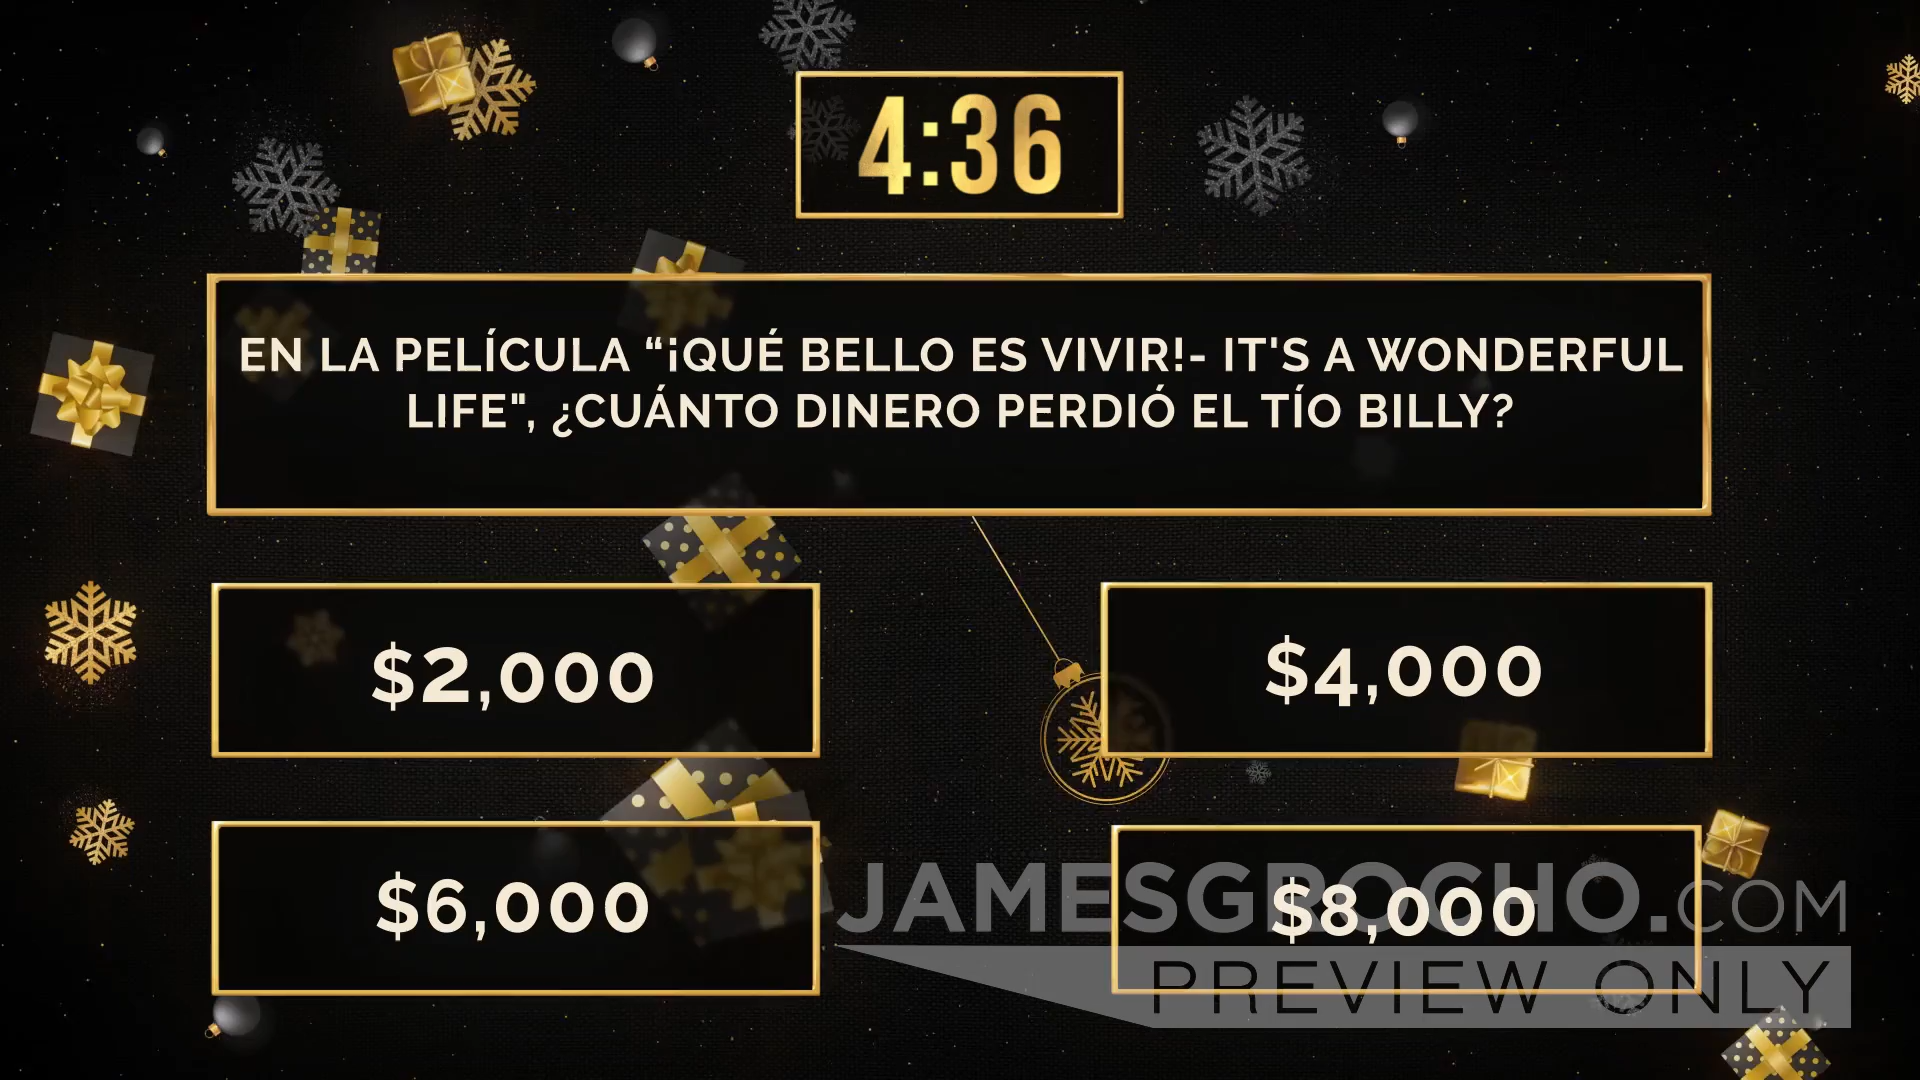 4:36
EN LA PELÍCULA “¡QUÉ BELLO ES VIVIR!- IT'S A WONDERFUL
LIFE", ¿CUÁNTO DINERO PERDIÓ EL TÍO BILLY?
$2,000
$4,000
$6,000
$8,000
JAMESGROCHO.COM
PREVIEW ONLY